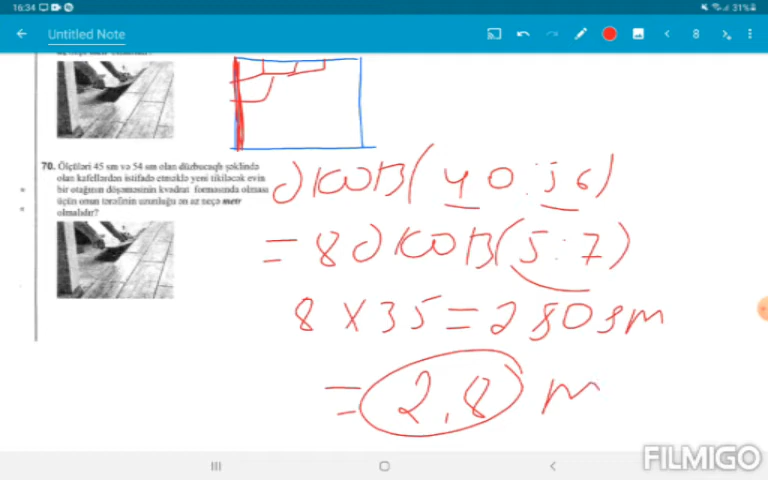 16:34
31%
Untitled Note
8
70. Ölçüləri 45 sm və 54 sm olan düzbucaqlı şəklində
olan kafellərdən istifadə etməklə yeni tikiləcək evin
bir otağının döşəməsinin kvadrat formasında olması
üçün onun tərəfinin uzunluğu ən az neçə metr
olmalıdır?
ƏKOB(40:56)
=8ƏKOB(5:7)
8×35=280sm
=2,8 m
FILMIGO